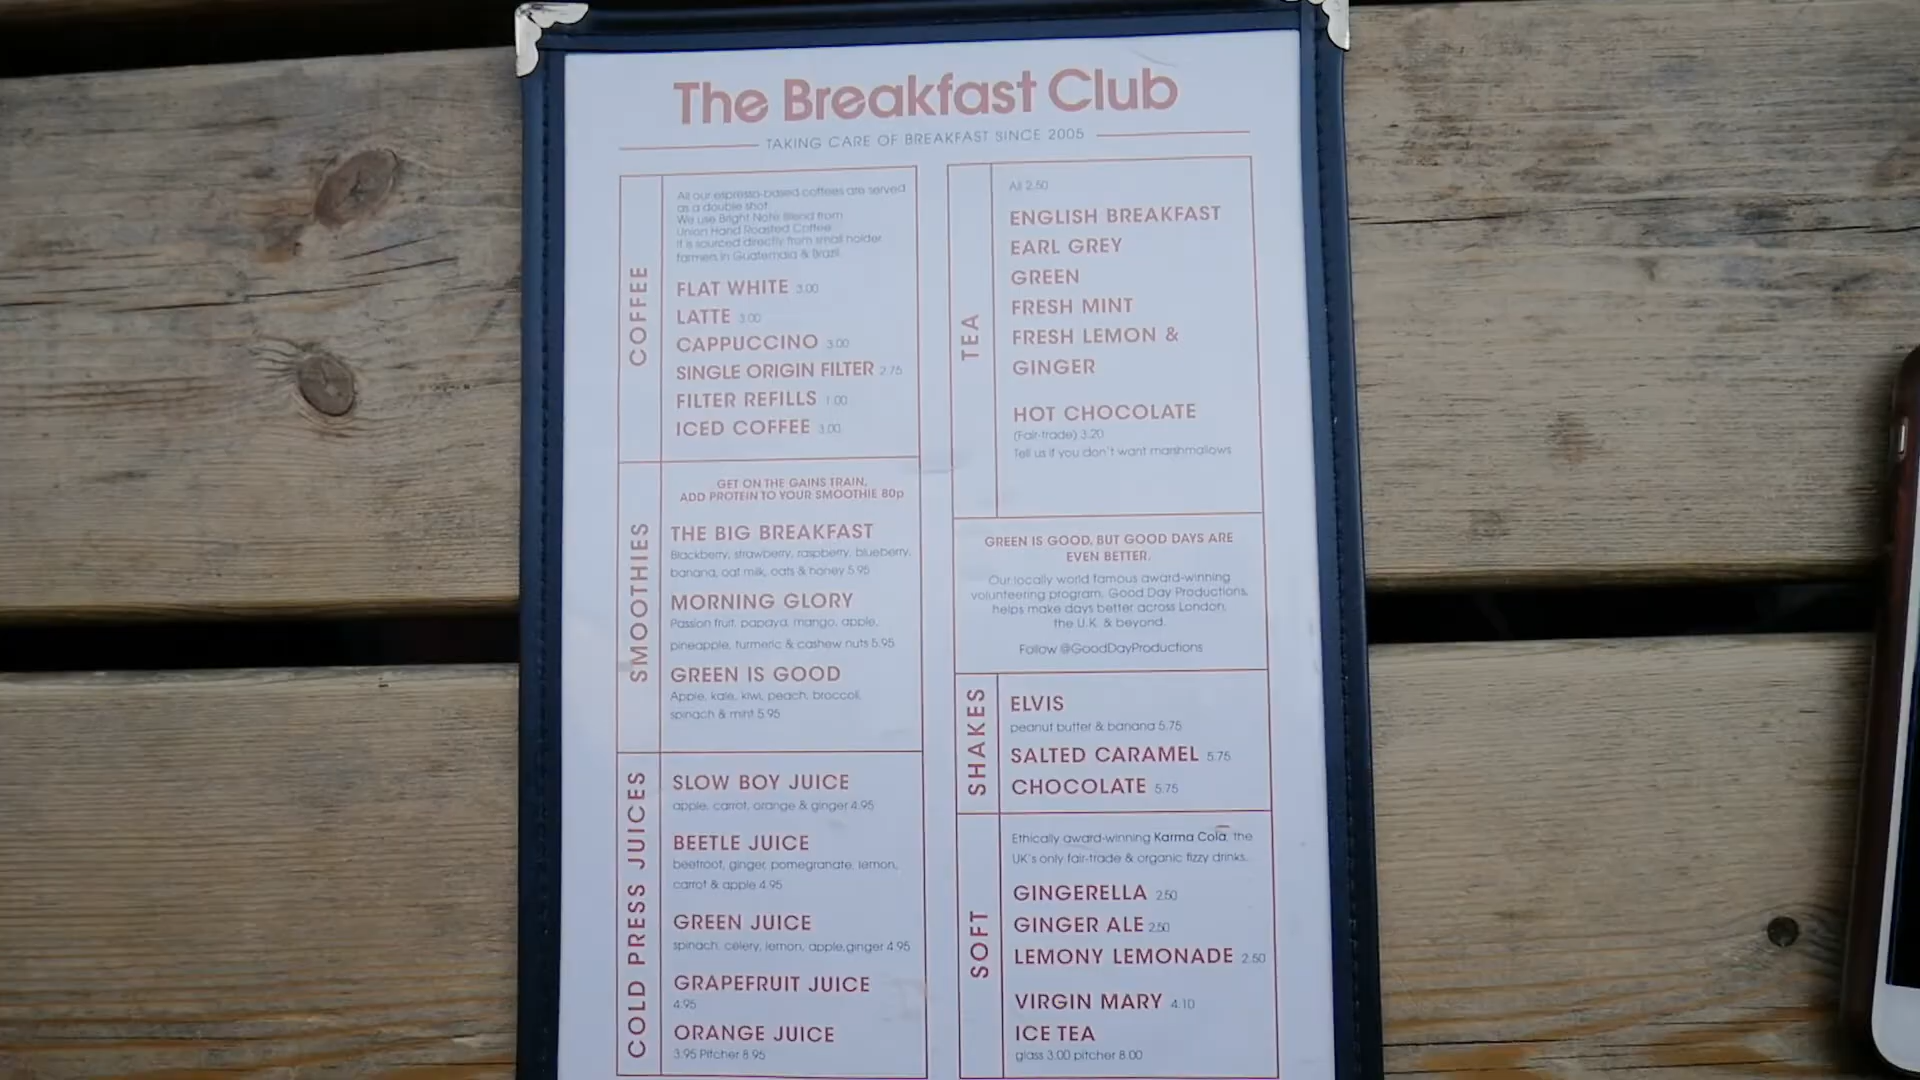 The Breakfast Club
TAKING CARE OF BREAKFAST SINCE 2005
COFFEE
All our espresso-based coffees are served
as a double shot.
We use Bright Note Blend from
Union Hand Roasted Coffee.
It is sourced directly from small holder
farmers in Guatemala & Brazil.
FLAT WHITE 3.00
LATTE 3.00
CAPPUCCINO 3.00
SINGLE ORIGIN FILTER 2.75
FILTER REFILLS 1.00
ICED COFFEE 3.00
SMOOTHIES
GET ON THE GAINS TRAIN,
ADD PROTEIN TO YOUR SMOOTHIE 80p
THE BIG BREAKFAST
Blackberry, strawberry, raspberry, blueberry,
banana, oat milk, oats & honey 5.95
MORNING GLORY
Passion fruit, papaya, mango, apple,
pineapple, turmeric & cashew nuts 5.95
GREEN IS GOOD
Apple, kale, kiwi, peach, broccoli,
spinach & mint 5.95
COLD PRESS JUICES
SLOW BOY JUICE
apple, carrot, orange & ginger 4.95
BEETLE JUICE
beetroot, ginger, pomegranate, lemon,
carrot & apple 4.95
GREEN JUICE
spinach, celery, lemon, apple,ginger 4.95
GRAPEFRUIT JUICE
4.95
ORANGE JUICE
3.95 Pitcher 8.95
TEA
All 2.50
ENGLISH BREAKFAST
EARL GREY
GREEN
FRESH MINT
FRESH LEMON &
GINGER
HOT CHOCOLATE
(Fair-trade) 3.20
Tell us if you don't want marshmallows
GREEN IS GOOD, BUT GOOD DAYS ARE
EVEN BETTER.
Our locally world famous award-winning
volunteering program, Good Day Productions,
helps make days better across London,
the U.K. & beyond.
Follow @GoodDayProductions
SHAKES
ELVIS
peanut butter & banana 5.75
SALTED CARAMEL 5.75
CHOCOLATE 5.75
SOFT
Ethically award-winning Karma Cola, the
UK's only fair-trade & organic fizzy drinks.
GINGERELLA 2.50
GINGER ALE 2.50
LEMONY LEMONADE 2.50
VIRGIN MARY 4.10
ICE TEA
glass 3.00 pitcher 8.00